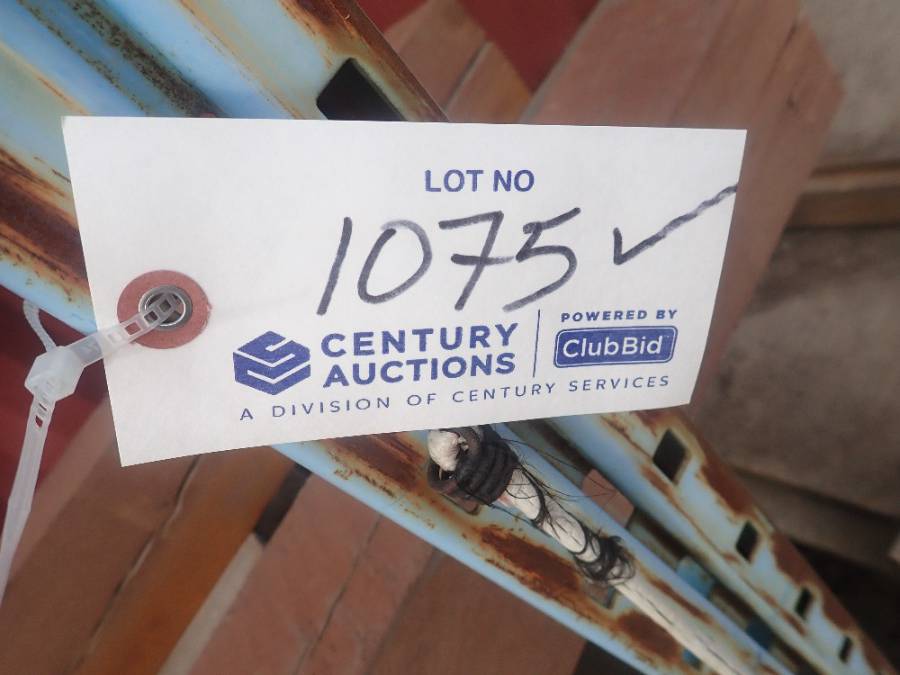 LOT NO
1075 ✓
CENTURY AUCTIONS
POWERED BY
ClubBid
A DIVISION OF CENTURY SERVICES